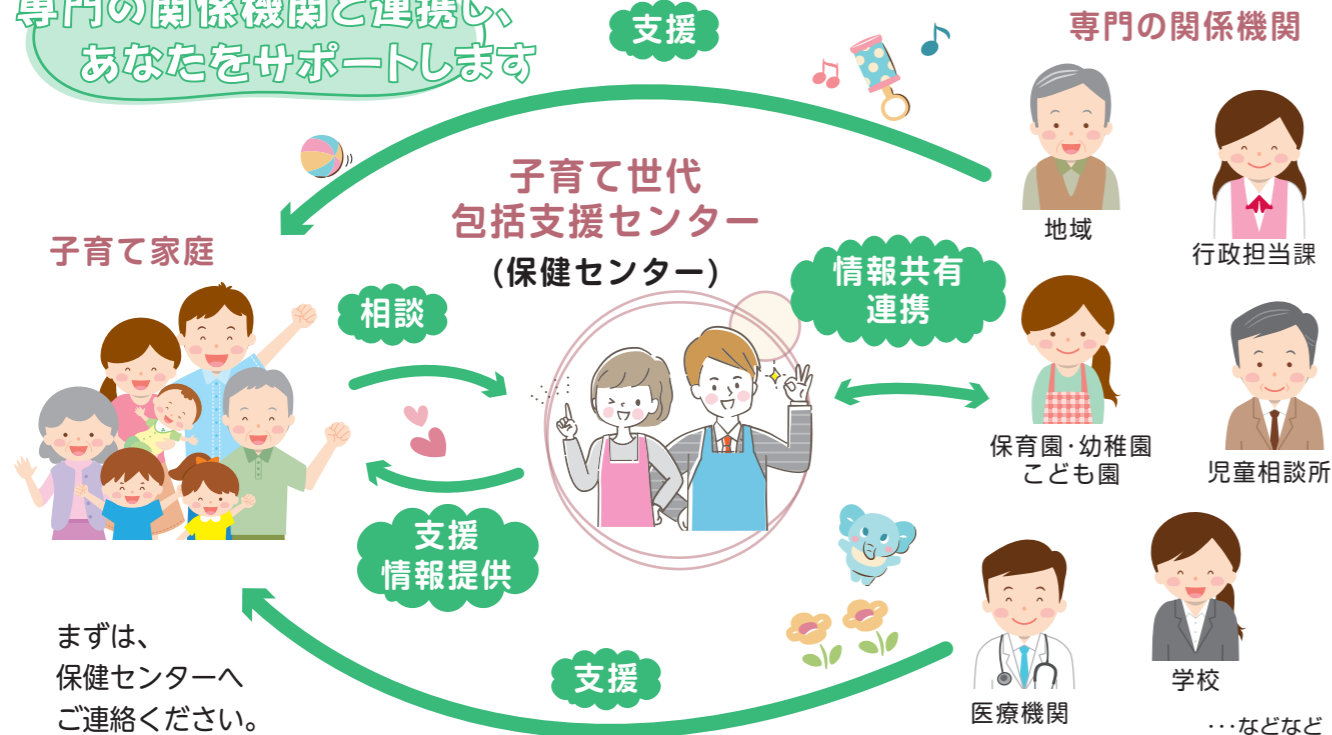 専門の関係機関と連携し、
あなたをサポートします
支援
専門の関係機関
子育て世代
包括支援センター
(保健センター)
子育て家庭
相談
情報共有
連携
地域
行政担当課
保育園・幼稚園
こども園
児童相談所
支援
情報提供
まずは、
保健センターへ
ご連絡ください。
支援
医療機関
学校
…などなど